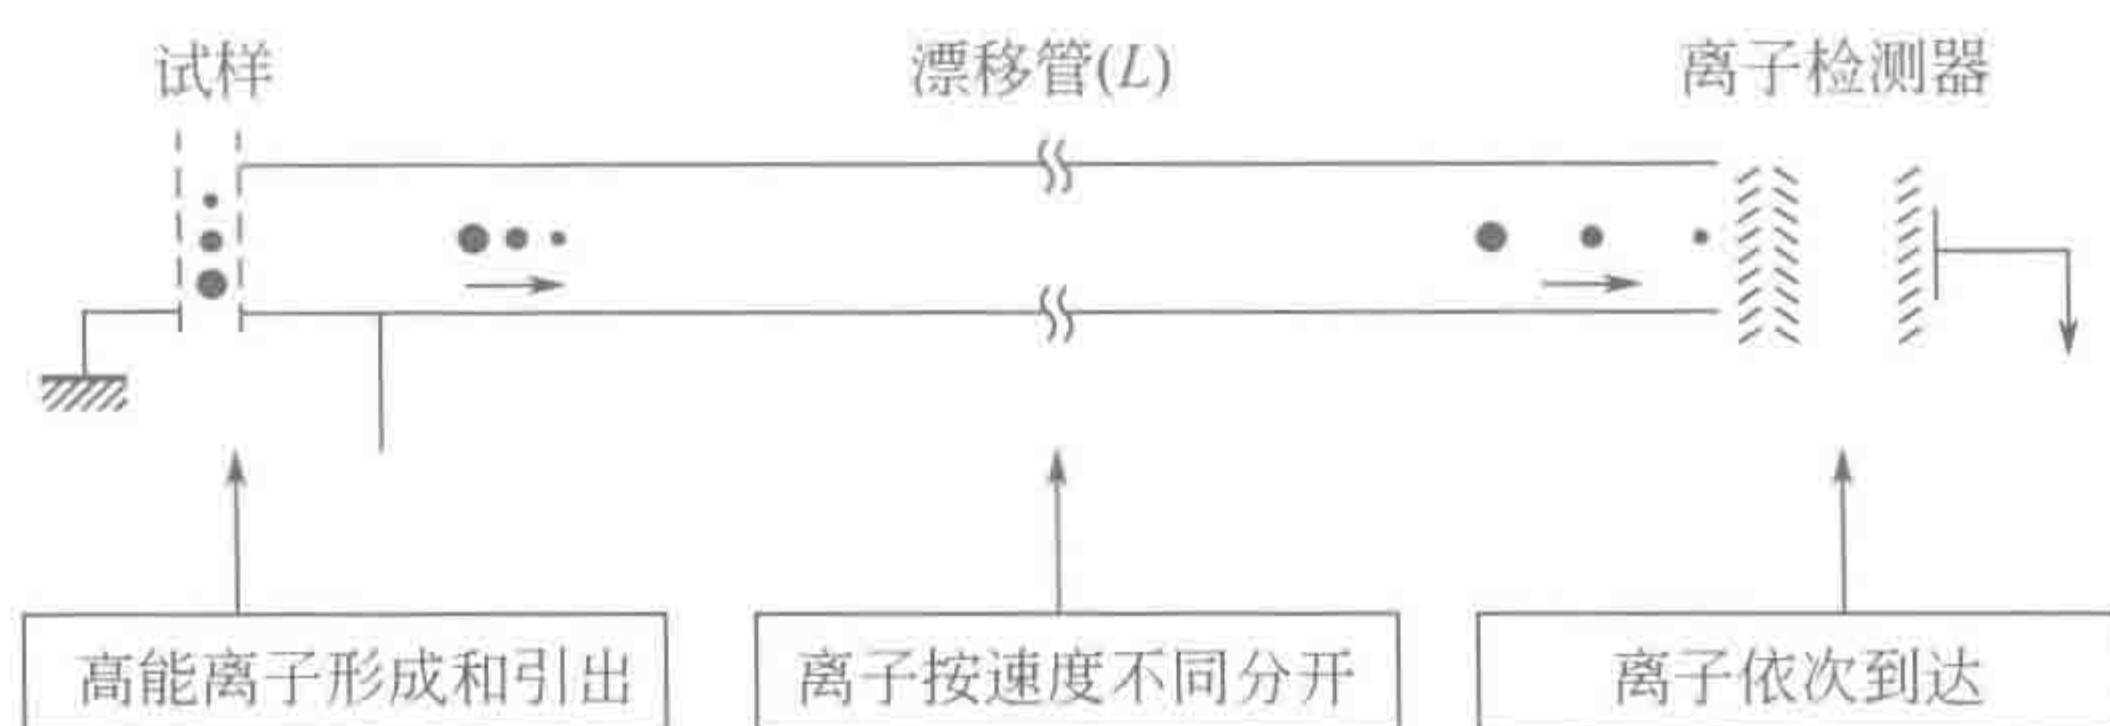 试样
漂移管(L)
离子检测器
高能离子形成和引出
离子按速度不同分开
离子依次到达